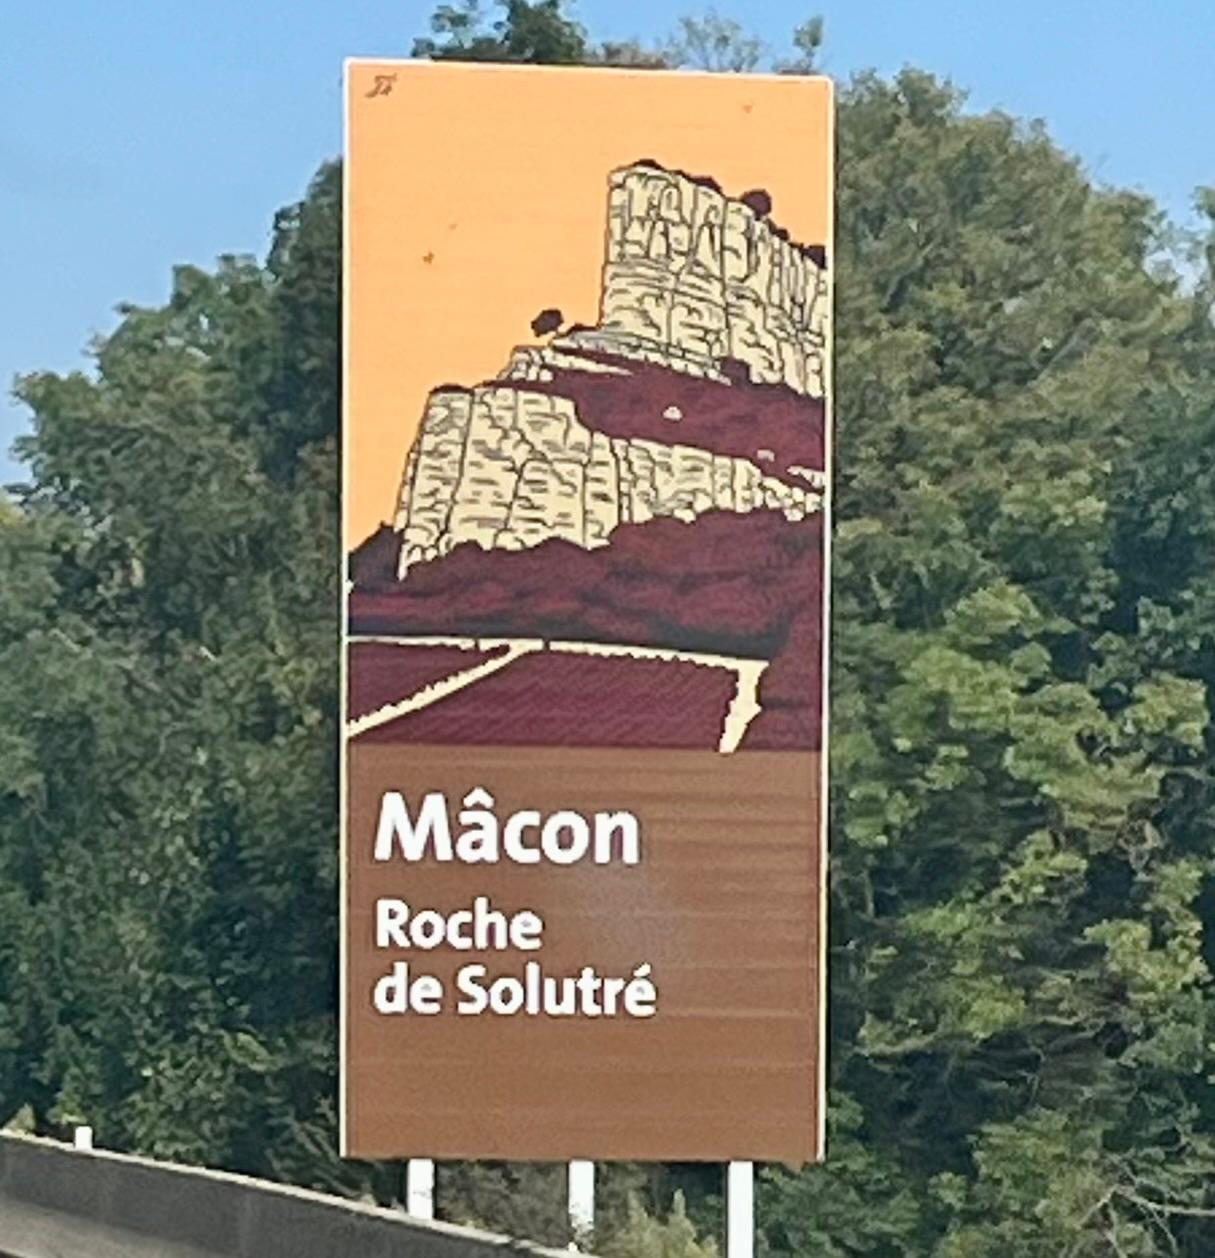 Mâcon
Roche
de Solutré